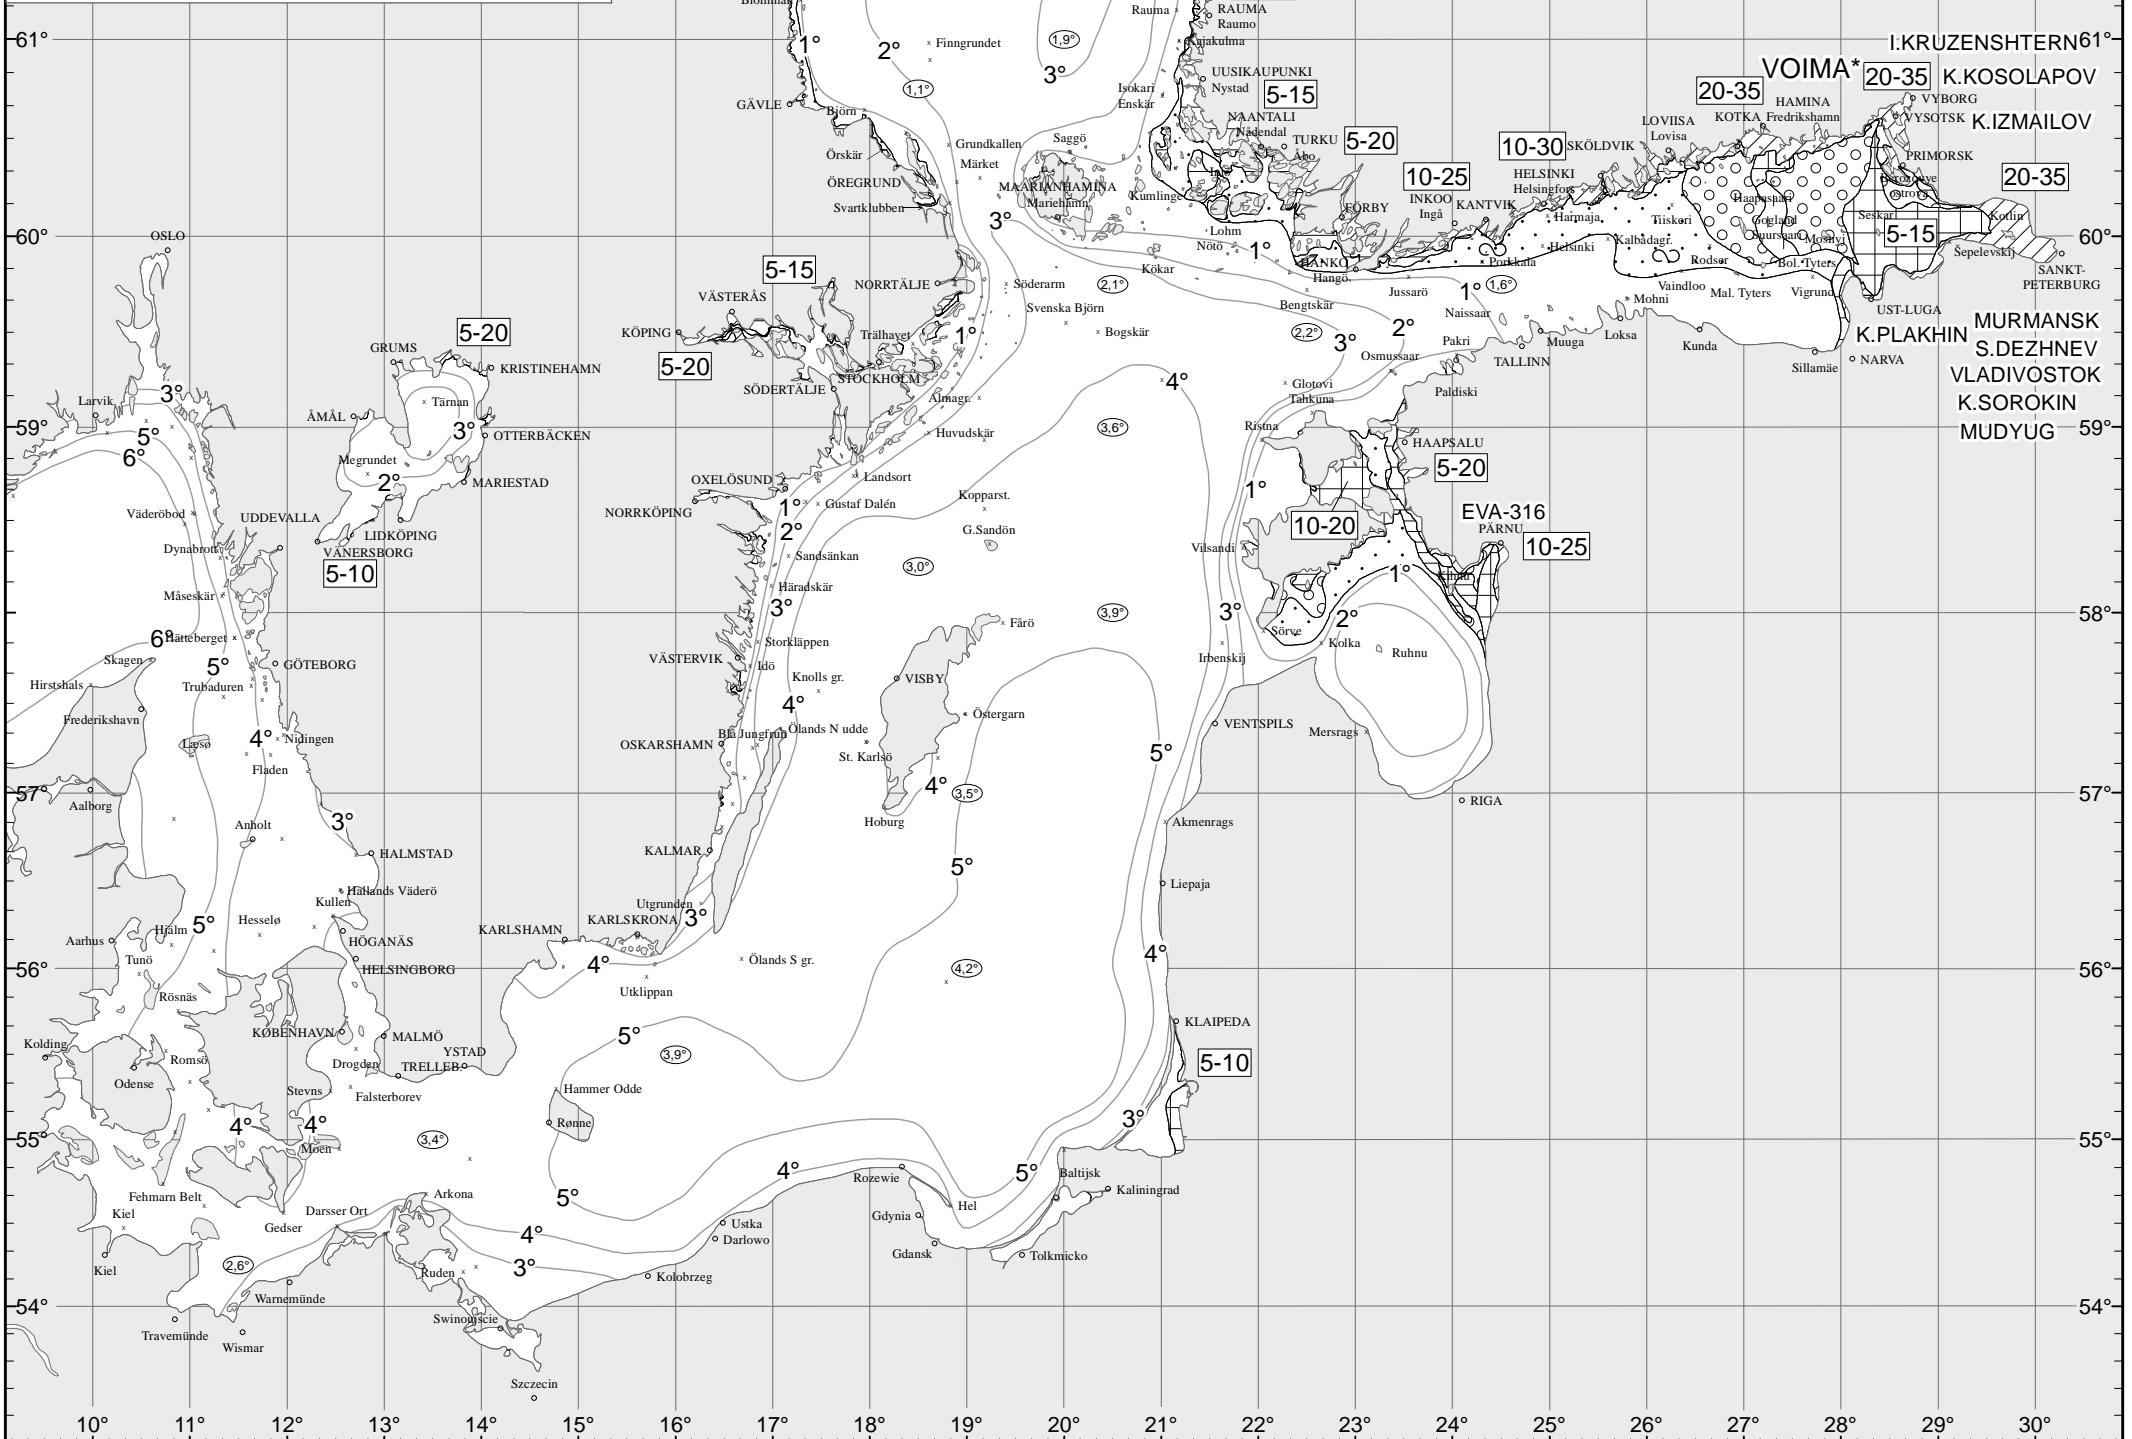 Rauma
RAUMA
Raumo
61°
1°
2°
Finngrundet
1,9°
3°
Kajakulma
I.KRUZENSHTERN
61°
VOIMA*
20-35
K.KOSOLAPOV
UUSIKAUPUNKI
Nystad
Isokari
Enskär
5-15
20-35
HAMINA
Fredrikshamn
VYBORG
GÄVLE
Björn
1,1°
NAANTALI
Nådendal
KOTKA
LOVIISA
Lovisa
VYSOTSK
K.IZMAILOV
Örskär
Grundkallen
Saggö
TURKU
Åbo
5-20
10-30
SKÖLDVIK
PRIMORSK
Märket
ÖREGRUND
MAARIANHAMINA
Mariehamn
Kumlinge
10-25
HELSINKI
Helsingfors
Haapasaari
20-35
Svartklubben
FÖRBY
INKOO
Ingå
KANTVIK
Harmaja
Tiiskeri
Gogland
Suursaari
Seskar
Kotlin
3°
Lohm
Nötö
1°
Helsinki
Kalbådagr.
Mosnyi
5-15
60°
60°
OSLO
Šepelevskij
5-15
NORRTÄLJE
Söderarm
2,1°
Kökar
HANKO
Hangö
Porkkala
Rodsor
Bol. Tyters
SANKT-
PETERBURG
VÄSTERÅS
Svenska Björn
Bengtskär
Jussarö
1°
1,6°
Mohni
Vaindloo
Mal. Tyters
Vigrund
UST-LUGA
KÖPING
Trälhavet
1°
Bogskär
2,2°
3°
2°
Naissaar
Muuga
Loksa
Kunda
K.PLAKHIN
MURMANSK
5-20
GRUMS
KRISTINEHAMN
5-20
Osmussaar
Pakri
TALLINN
Sillamäe
NARVA
S.DEZHNEV
SÖDERTÄLJE
STOCKHOLM
4°
Glotovi
Tahkuna
Paldiski
VLADIVOSTOK
3°
Larvik
Tärnan
Almagr.
K.SOROKIN
ÅMÅL
3°
OTTERBÄCKEN
Huvudskär
3,6°
Ristna
HAAPSALU
MUDYUG
59°
59°
5°
6°
Megrundet
2°
MARIESTAD
OXELÖSUND
Landsort
5-20
Väderöbod
UDDEVALLA
NORRKÖPING
1°
Gustaf Dalén
Kopparst.
1°
EVA-316
PÄRNU
LIDKÖPING
2°
G.Sandön
10-20
10-25
Dynabrott
VÄNERSBORG
5-10
Sandsänkan
3,0°
Vilsandi
1°
Kihnu
Måseskär
Häradskär
3°
3,9°
3°
2°
58°
58°
6°
Hätteberget
Storkläppen
Fårö
Sörve
Kolka
Skagen
5°
GÖTEBORG
VÄSTERVIK
Idö
Irbenskij
Ruhnu
Hirstshals
Trubaduren
Knolls gr.
VISBY
Frederikshavn
4°
Östergarn
VENTSPILS
Læsø
4°
Nidingen
OSKARSHAMN
Blå Jungfrun
Ölands N udde
St. Karlsö
5°
Mersrags
Fladen
4°
3,5°
57°
57°
Aalborg
3°
Hoburg
Akmenrags
RIGA
Anholt
HALMSTAD
KALMAR
5°
Hallands Väderö
Liepaja
Kullen
Utgrunden
5°
Hesselø
KARLSHAMN
KARLSKRONA
3°
Aarhus
Hjälm
HÖGANÄS
4°
Tunö
HELSINGBORG
4°
Ölands S gr.
4,2°
56°
56°
Rösnäs
Utklippan
KØBENHAVN
MALMÖ
5°
KLAIPEDA
Kolding
Romsö
Drogden
TRELLEB.
YSTAD
3,9°
5-10
Odense
Stevns
Falsterborev
Hammer Odde
4°
4°
Rønne
3°
3,4°
55°
55°
Moen
4°
5°
Baltijsk
Fehmarn Belt
Arkona
5°
Rozewie
Kaliningrad
Kiel
Gedser
Darsser Ort
Hel
4°
Ustka
Gdynia
Darlowo
Kiel
2,6°
Ruden
3°
Gdansk
Tolkmicko
Kolobrzeg
Warnemünde
54°
54°
Travemünde
Swinoujscie
Wismar
Szczecin
10°
11°
12°
13°
14°
15°
16°
17°
18°
19°
20°
21°
22°
23°
24°
25°
26°
27°
28°
29°
30°